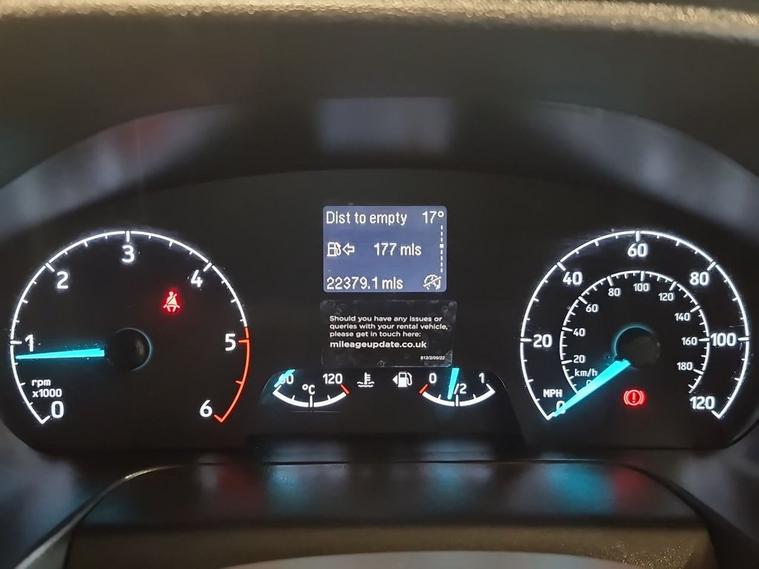 3
2
4
1
5
rpm
x1000
0
6
Dist to empty 17°
177 mls
22379.1 mls
Should you have any issues or
queries with your rental vehicle,
please get in touch here:
mileageupdate.co.uk
60 °C 120
0 1/2 1
60
40 80
20 100
MPH 0 120
100
80 120
60 140
40 160
20 180
km/h